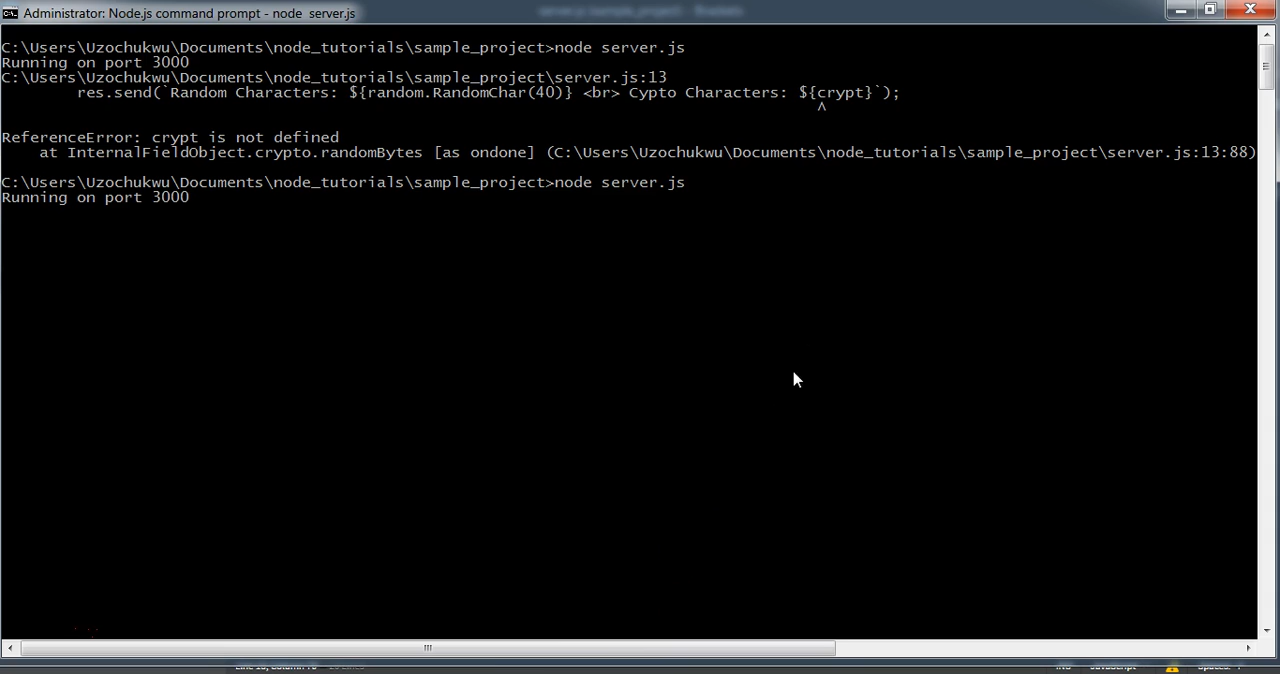 Administrator: Node.js command prompt - node  server.js
C:\Users\Uzochukwu\Documents\node_tutorials\sample_project>node server.js
Running on port 3000
C:\Users\Uzochukwu\Documents\node_tutorials\sample_project\server.js:13
        res.send(`Random Characters: ${random.RandomChar(40)} <br> Cypto Characters: ${crypt}`);
^
ReferenceError: crypt is not defined
    at InternalFieldObject.crypto.randomBytes [as ondone] (C:\Users\Uzochukwu\Documents\node_tutorials\sample_project\server.js:13:88)
C:\Users\Uzochukwu\Documents\node_tutorials\sample_project>node server.js
Running on port 3000